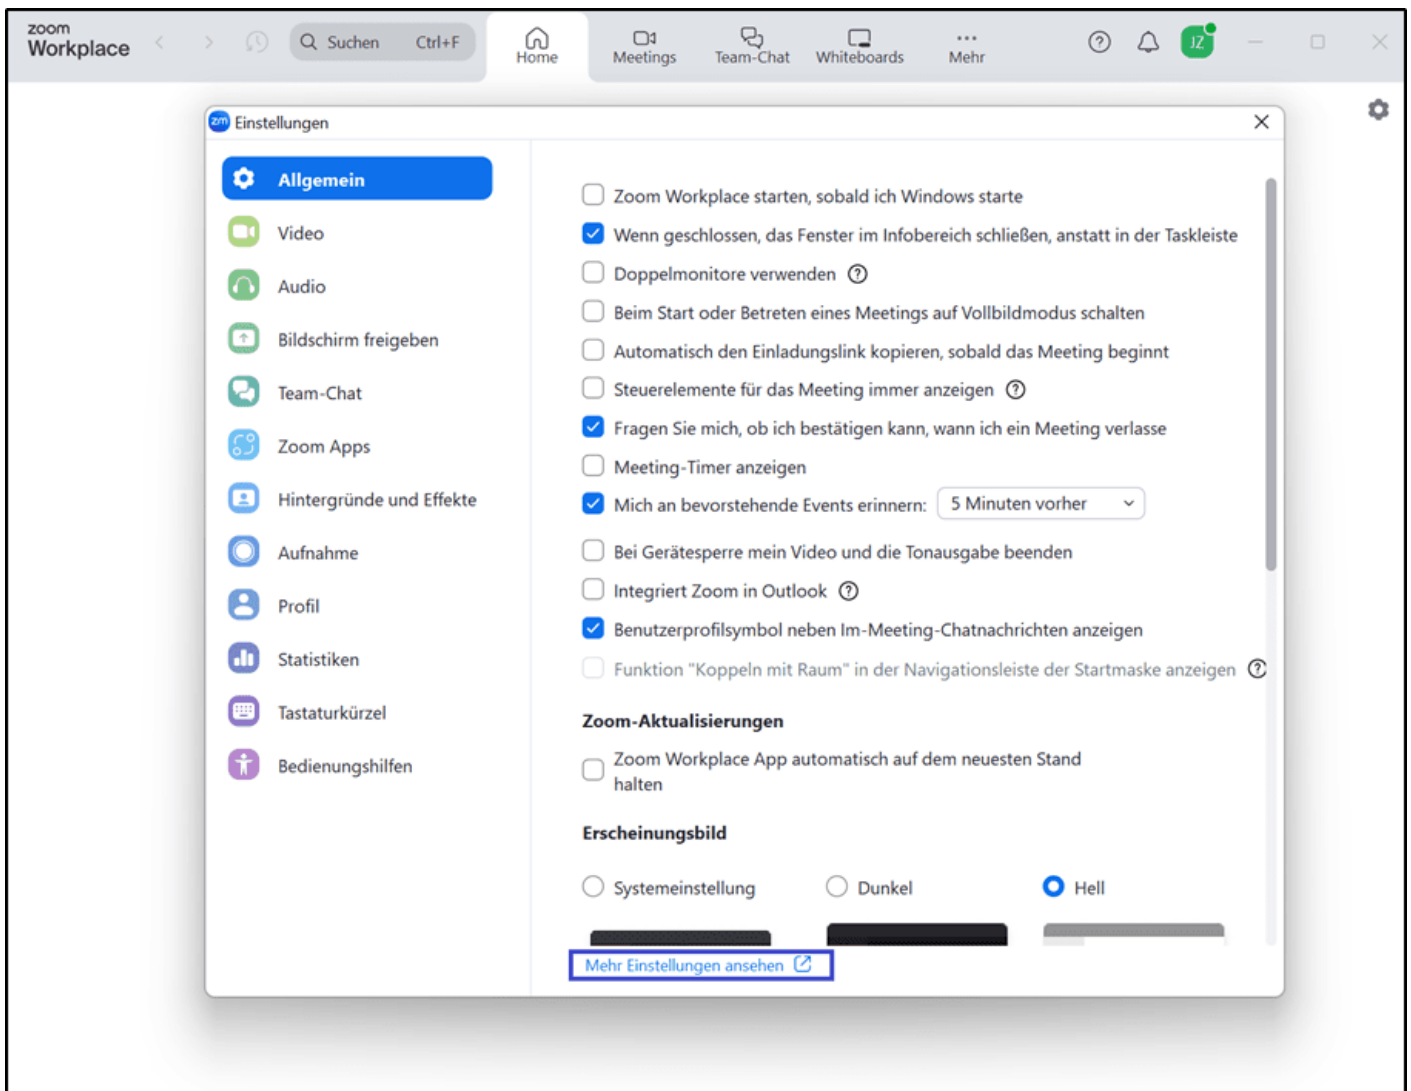 zoom
Workplace
Suchen Ctrl+F
Home
Meetings
Team-Chat
Whiteboards
Mehr
JZ
zm Einstellungen
Allgemein
Video
Audio
Bildschirm freigeben
Team-Chat
Zoom Apps
Hintergründe und Effekte
Aufnahme
Profil
Statistiken
Tastaturkürzel
Bedienungshilfen
Zoom Workplace starten, sobald ich Windows starte
Wenn geschlossen, das Fenster im Infobereich schließen, anstatt in der Taskleiste
Doppelmonitore verwenden
Beim Start oder Betreten eines Meetings auf Vollbildmodus schalten
Automatisch den Einladungslink kopieren, sobald das Meeting beginnt
Steuerelemente für das Meeting immer anzeigen
Fragen Sie mich, ob ich bestätigen kann, wann ich ein Meeting verlasse
Meeting-Timer anzeigen
Mich an bevorstehende Events erinnern: 5 Minuten vorher
Bei Gerätesperre mein Video und die Tonausgabe beenden
Integriert Zoom in Outlook
Benutzerprofilsymbol neben Im-Meeting-Chatnachrichten anzeigen
Funktion "Koppeln mit Raum" in der Navigationsleiste der Startmaske anzeigen
Zoom-Aktualisierungen
Zoom Workplace App automatisch auf dem neuesten Stand
halten
Erscheinungsbild
Systemeinstellung
Dunkel
Hell
Mehr Einstellungen ansehen